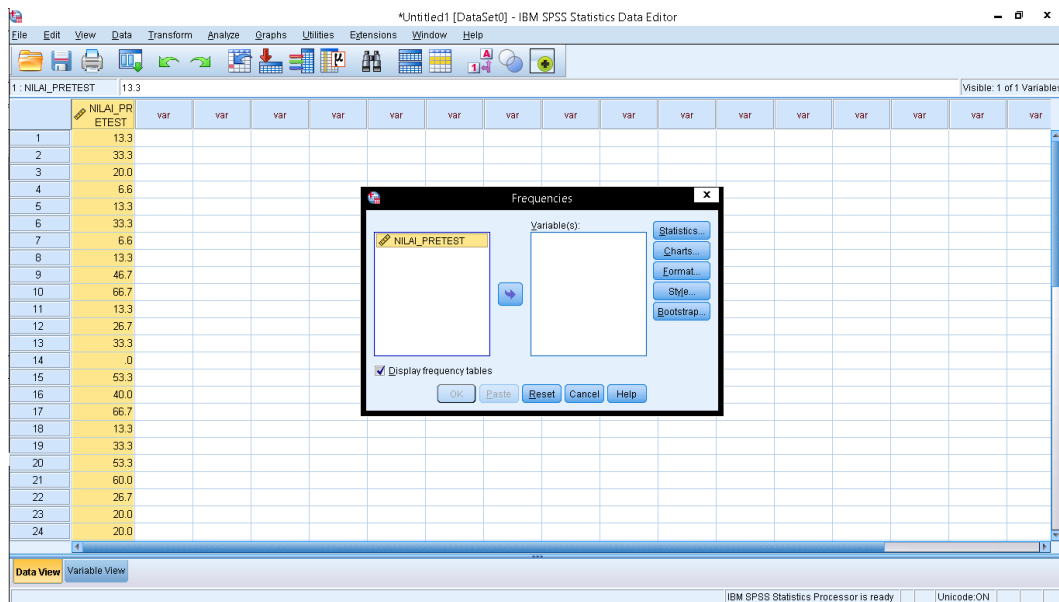 *Untitled1 [DataSet0] - IBM SPSS Statistics Data Editor
File Edit View Data Transform Analyze Graphs Utilities Extensions Window Help
1 : NILAI_PRETEST 13.3 Visible: 1 of 1 Variables
NILAI_PR
ETEST var var var var var var var var var var var var var var var var
1 13.3
2 33.3
3 20.0
4 6.6
5 13.3
6 33.3
7 6.6
8 13.3
9 46.7
10 66.7
11 13.3
12 26.7
13 33.3
14 .0
15 53.3
16 40.0
17 66.7
18 13.3
19 33.3
20 53.3
21 60.0
22 26.7
23 20.0
24 20.0
Frequencies
Variable(s):
NILAI_PRETEST
Statistics...
Charts...
Format...
Style...
Bootstrap...
Display frequency tables
OK Paste Reset Cancel Help
Data View Variable View
IBM SPSS Statistics Processor is ready Unicode:ON